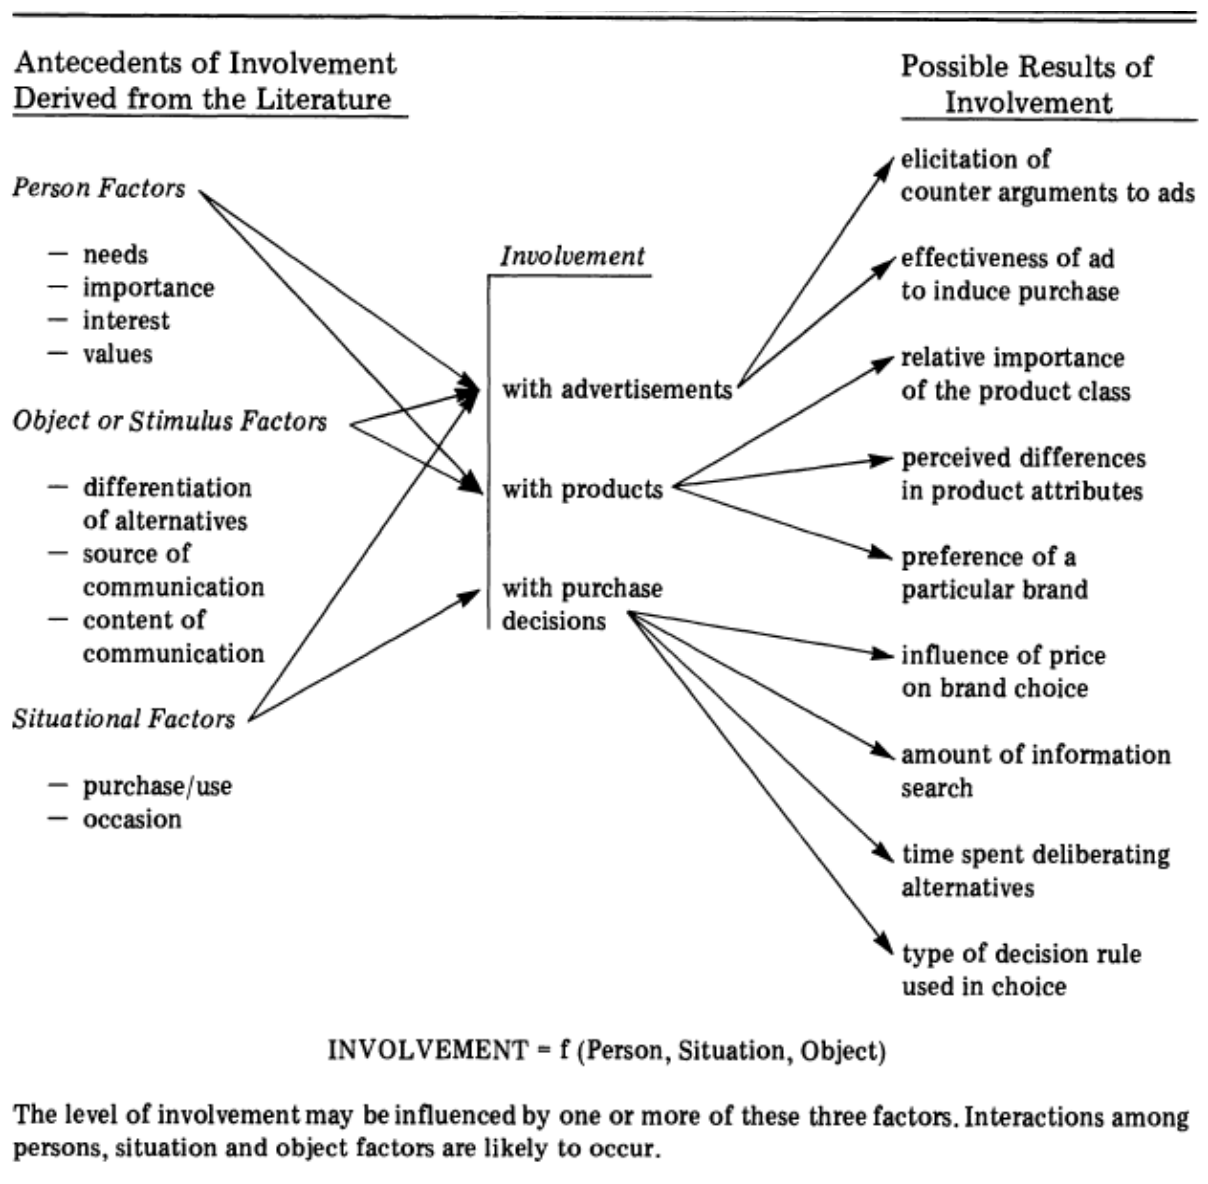 Antecedents of Involvement
Derived from the Literature
Person Factors
— needs
— importance
— interest
— values
Object or Stimulus Factors
— differentiation
of alternatives
— source of
communication
— content of
communication
Situational Factors
— purchase/use
— occasion
Involvement
with advertisements
with products
with purchase
decisions
Possible Results of
Involvement
elicitation of
counter arguments to ads
effectiveness of ad
to induce purchase
relative importance
of the product class
perceived differences
in product attributes
preference of a
particular brand
influence of price
on brand choice
amount of information
search
time spent deliberating
alternatives
type of decision rule
used in choice
INVOLVEMENT = f (Person, Situation, Object)
The level of involvement may be influenced by one or more of these three factors. Interactions among
persons, situation and object factors are likely to occur.